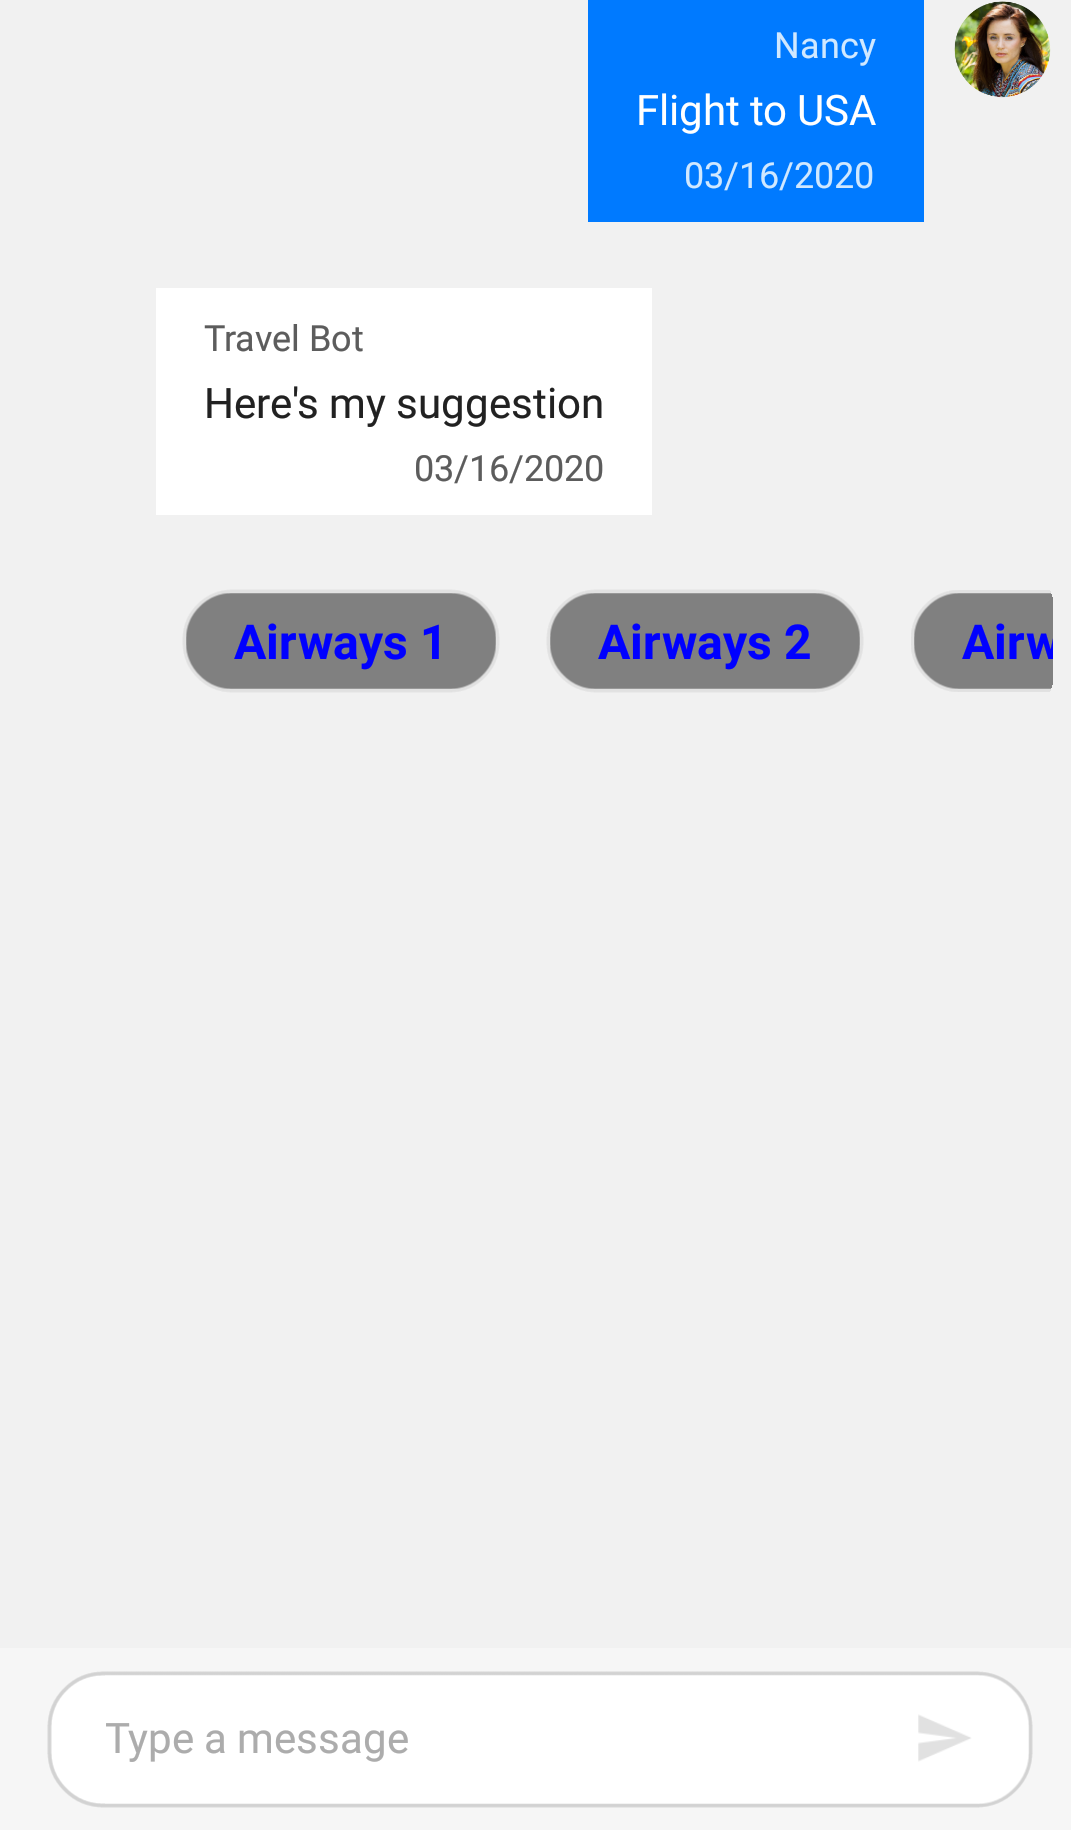 Nancy
Flight to USA
03/16/2020
Travel Bot
Here's my suggestion
03/16/2020
Airways 1
Airways 2
Airw
Type a message